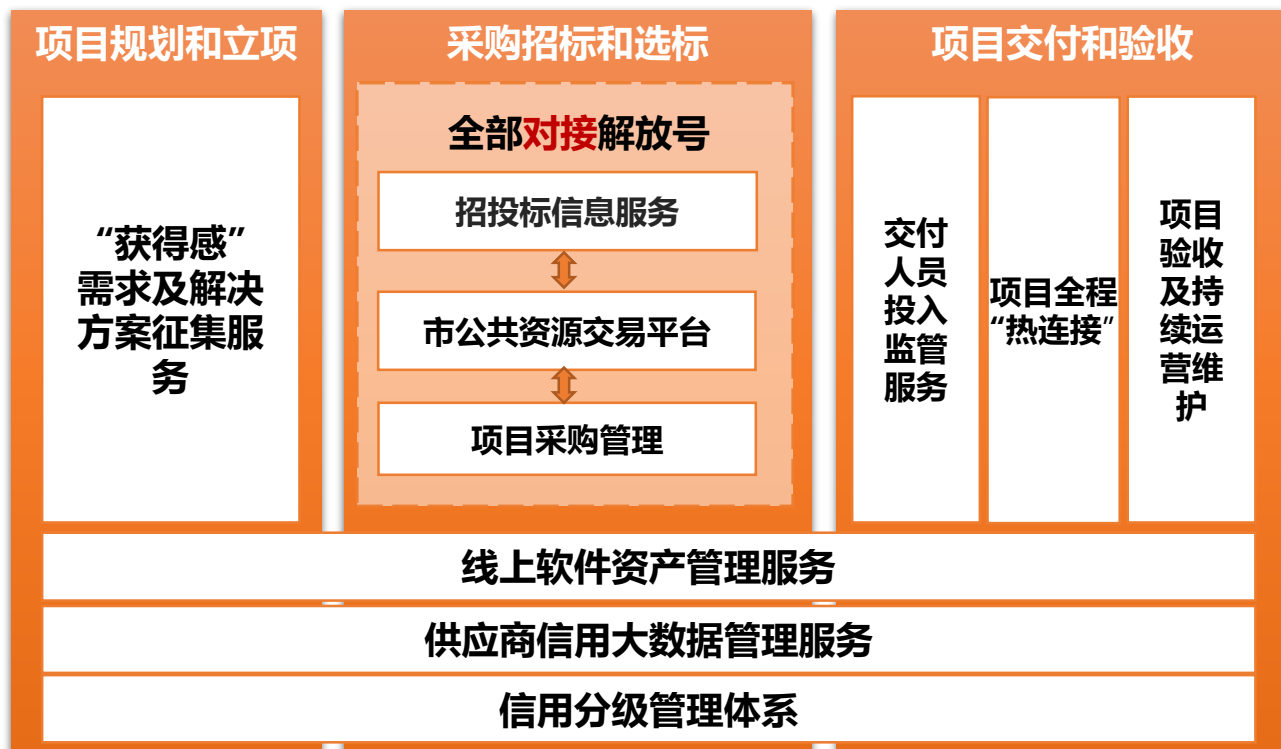 项目规划和立项
“获得感”
需求及解决
方案征集服
务
采购招标和选标
全部对接解放号
招投标信息服务
市公共资源交易平台
项目采购管理
项目交付和验收
交付
人员
投入
监管
服务
项目全程
“热连接”
项目
验收
及持
续运
营维
护
线上软件资产管理服务
供应商信用大数据管理服务
信用分级管理体系